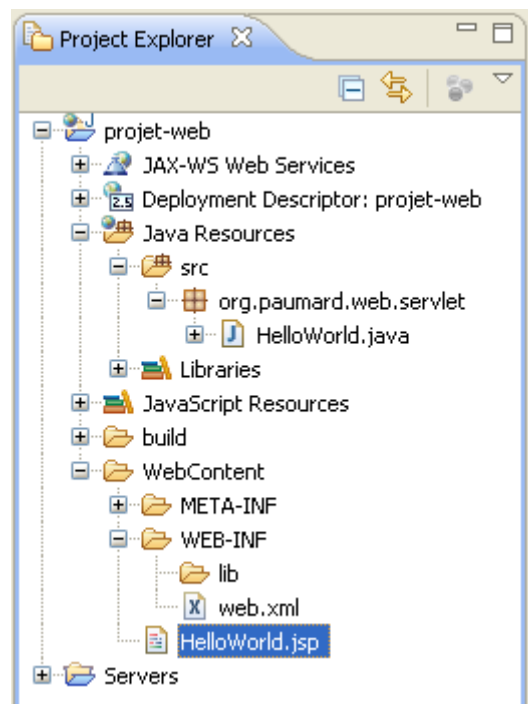 Project Explorer
projet-web
JAX-WS Web Services
2.5 Deployment Descriptor: projet-web
Java Resources
src
org.paumard.web.servlet
J HelloWorld.java
Libraries
JavaScript Resources
build
WebContent
META-INF
WEB-INF
lib
X web.xml
HelloWorld.jsp
Servers